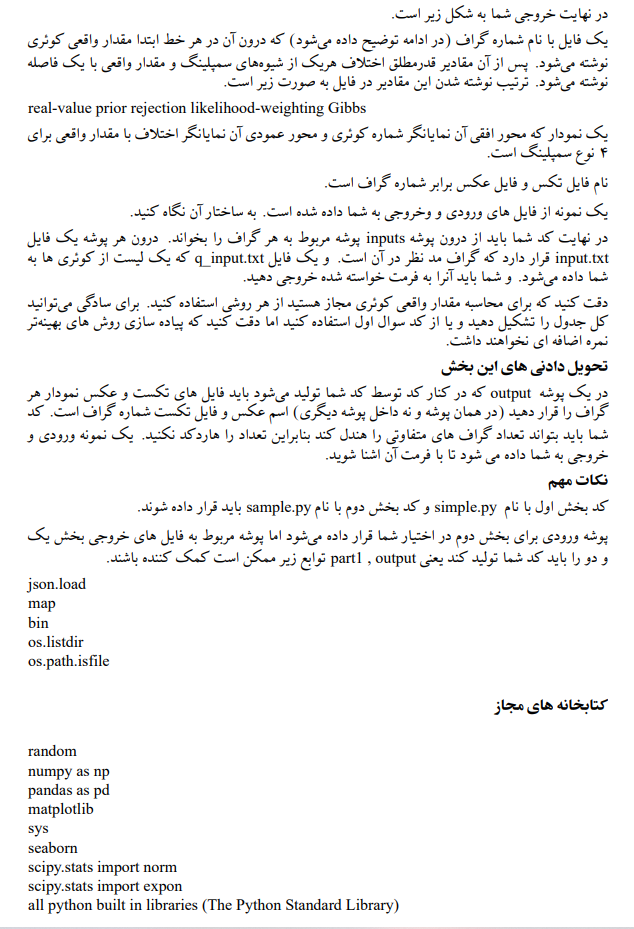 در نهایت خروجی شما به شکل زیر است.
یک فایل با نام شماره گراف (در ادامه توضیح داده می‌شود) که درون آن در هر خط ابتدا مقدار واقعی کوئری
نوشته می‌شود. پس از آن مقادیر قدرمطلق اختلاف هریک از شیوه‌های سمپلینگ و مقدار واقعی با یک فاصله
نوشته می‌شود. ترتیب نوشته شدن این مقادیر در فایل به صورت زیر است.
real-value prior rejection likelihood-weighting Gibbs
یک نمودار که محور افقی آن نمایانگر شماره کوئری و محور عمودی آن نمایانگر اختلاف با مقدار واقعی برای
۴ نوع سمپلینگ است.
نام فایل تکس و فایل عکس برابر شماره گراف است.
یک نمونه از فایل های ورودی و وخروجی به شما داده شده است. به ساختار آن نگاه کنید.
در نهایت کد شما باید از درون پوشه inputs پوشه مربوط به هر گراف را بخواند. درون هر پوشه یک فایل
input.txt قرار دارد که گراف مد نظر در آن است. و یک فایل q_input.txt که یک لیست از کوئری ها به
شما داده می‌شود. و شما باید آنرا به فرمت خواسته شده خروجی دهید.
دقت کنید که برای محاسبه مقدار واقعی کوئری مجاز هستید از هر روشی استفاده کنید. برای سادگی می‌توانید
کل جدول را تشکیل دهید و یا از کد سوال اول استفاده کنید اما دقت کنید که پیاده سازی روش های بهینه‌تر
نمره اضافه ای نخواهند داشت.
تحویل دادنی های این بخش
در یک پوشه output که در کنار کد توسط کد شما تولید می‌شود باید فایل های تکست و عکس نمودار هر
گراف را قرار دهید (در همان پوشه و نه داخل پوشه دیگری) اسم عکس و فایل تکست شماره گراف است. کد
شما باید بتواند تعداد گراف های متفاوتی را هندل کند بنابراین تعداد را هاردکد نکنید. یک نمونه ورودی و
خروجی به شما داده می شود تا با فرمت آن اشنا شوید.
نکات مهم
کد بخش اول با نام simple.py و کد بخش دوم با نام sample.py باید قرار داده شوند.
پوشه ورودی برای بخش دوم در اختیار شما قرار داده می‌شود اما پوشه مربوط به فایل های خروجی بخش یک
و دو را باید کد شما تولید کند یعنی part1 , output توابع زیر ممکن است کمک کننده باشند.
json.load
map
bin
os.listdir
os.path.isfile
کتابخانه های مجاز
random
numpy as np
pandas as pd
matplotlib
sys
seaborn
scipy.stats import norm
scipy.stats import expon
all python built in libraries (The Python Standard Library)